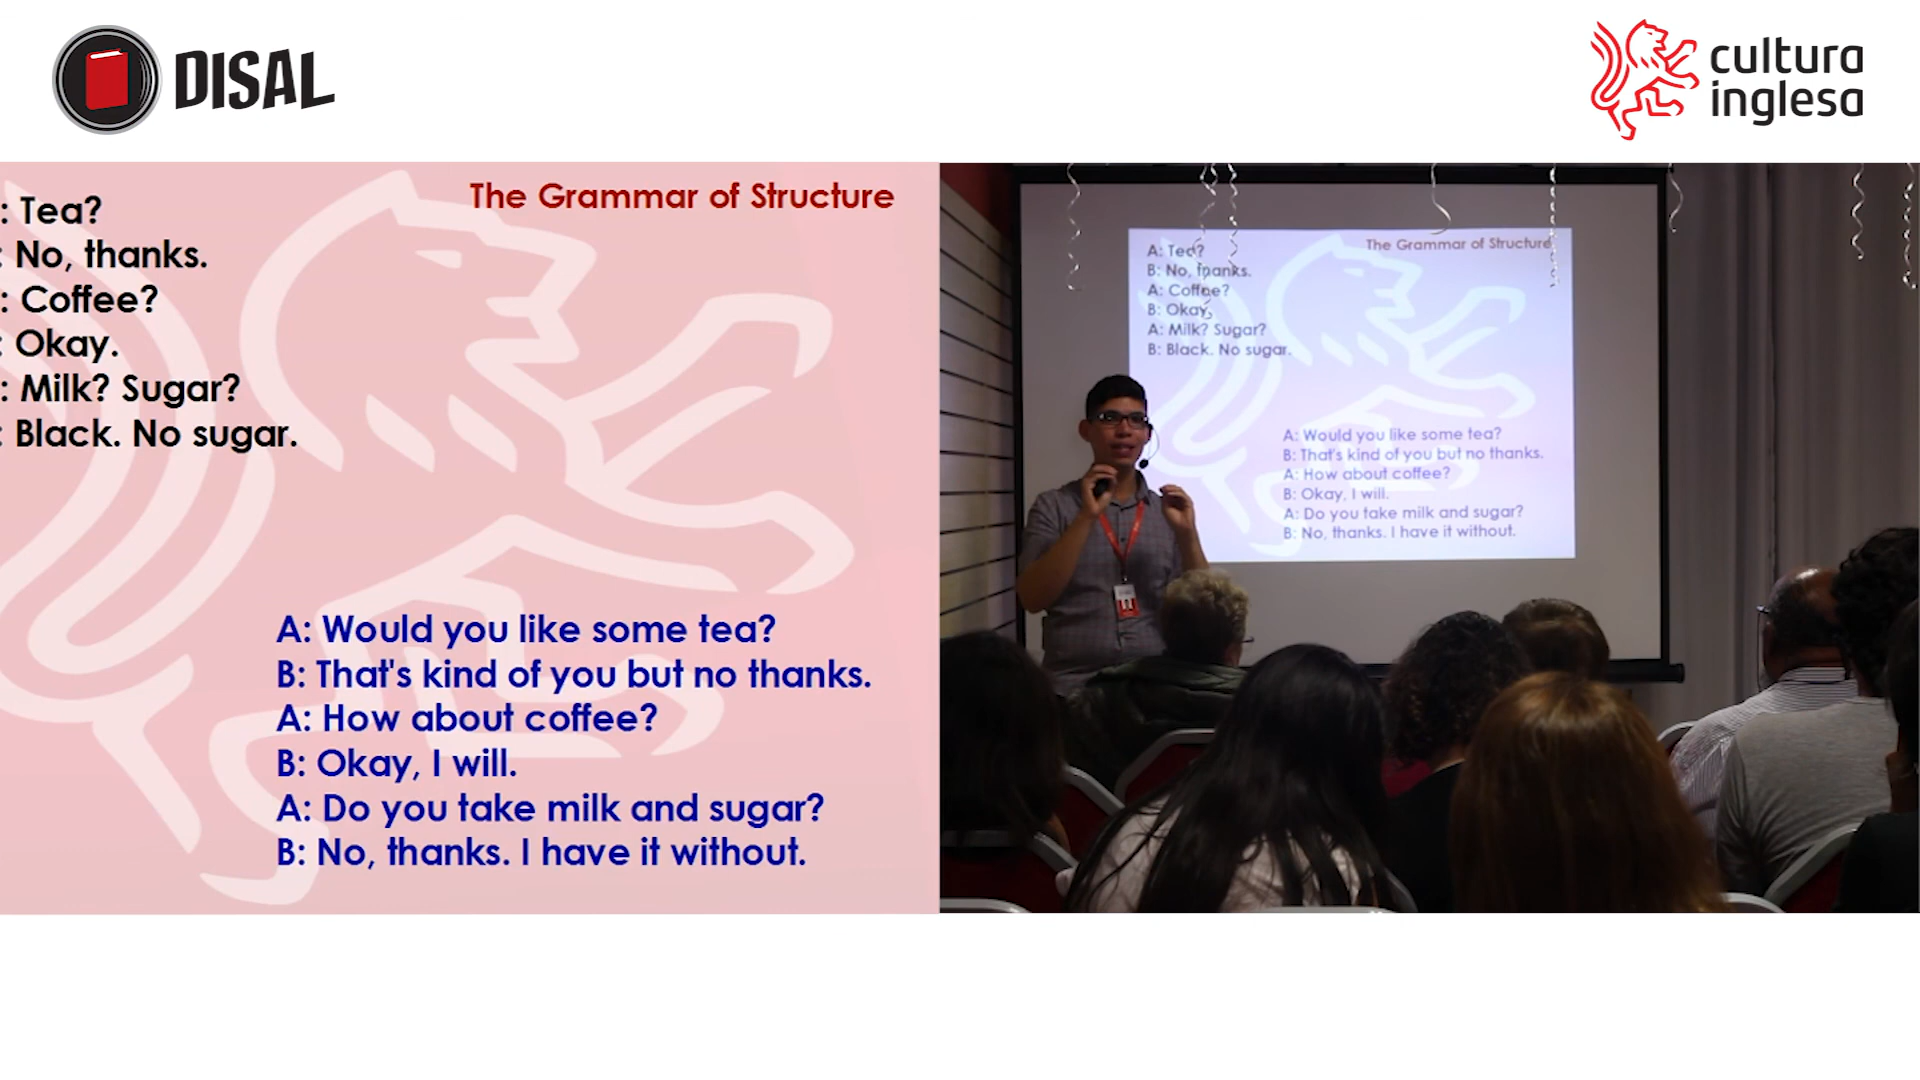 DISAL
cultura
inglesa
The Grammar of Structure
: Tea?
: No, thanks.
: Coffee?
: Okay.
: Milk? Sugar?
: Black. No sugar.
A: Would you like some tea?
B: That's kind of you but no thanks.
A: How about coffee?
B: Okay, I will.
A: Do you take milk and sugar?
B: No, thanks. I have it without.
The Grammar of Structure
A: Tea?
B: No, thanks.
A: Coffee?
B: Okay.
A: Milk? Sugar?
B: Black. No sugar.
A: Would you like some tea?
B: That's kind of you but no thanks.
A: How about coffee?
B: Okay, I will.
A: Do you take milk and sugar?
B: No, thanks. I have it without.